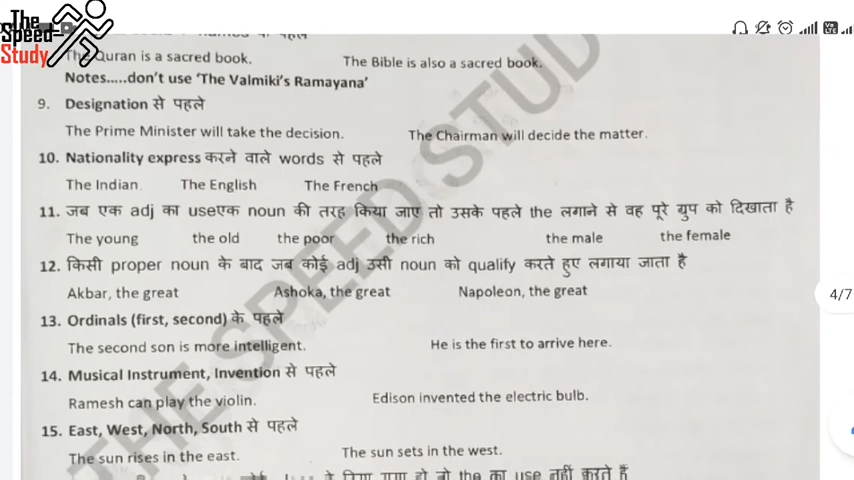 The
Speed
Study
The Quran is a sacred book. The Bible is also a sacred book.
Notes.....don't use 'The Valmiki's Ramayana'
9. Designation से पहले
The Prime Minister will take the decision. The Chairman will decide the matter.
10. Nationality express करने वाले words से पहले
The Indian. The English The French
11. जब एक adj का useएक noun की तरह किया जाए तो उसके पहले the लगाने से वह पूरे ग्रुप को दिखाता है
The young the old the poor the rich the male the female
12. किसी proper noun के बाद जब कोई adj उसी noun को qualify करते हुए लगाया जाता है
Akbar, the great Ashoka, the great Napoleon, the great
4/7
13. Ordinals (first, second) के पहले
The second son is more intelligent. He is the first to arrive here.
14. Musical Instrument, Invention से पहले
Ramesh can play the violin. Edison invented the electric bulb.
15. East, West, North, South से पहले
The sun rises in the east. The sun sets in the west.
THE SPEED STUD